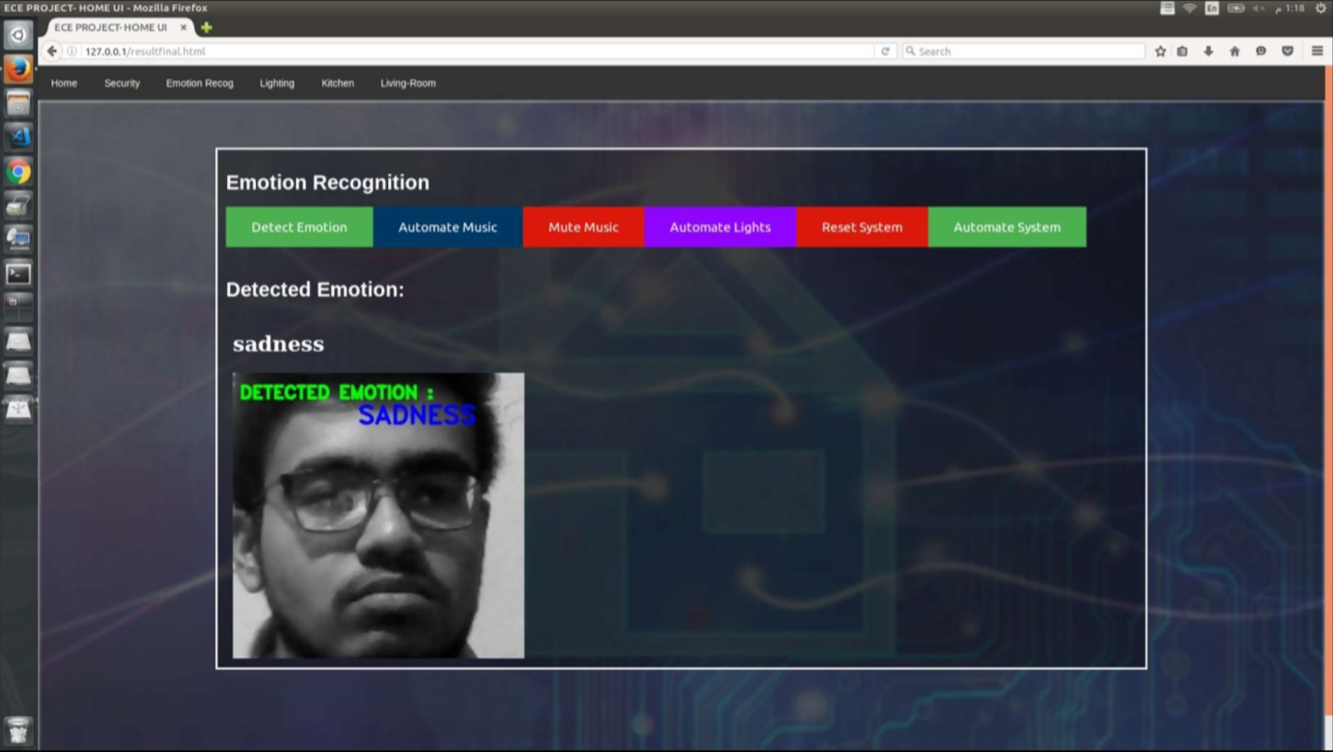 ECE PROJECT- HOME UI - Mozilla Firefox
En
م 1:18
ECE PROJECT- HOME UI
127.0.0.1/resultfinal.html
Search
Home Security Emotion Recog Lighting Kitchen Living-Room
Emotion Recognition
Detect Emotion Automate Music Mute Music Automate Lights Reset System Automate System
Detected Emotion:
sadness
DETECTED EMOTION :
SADNESS